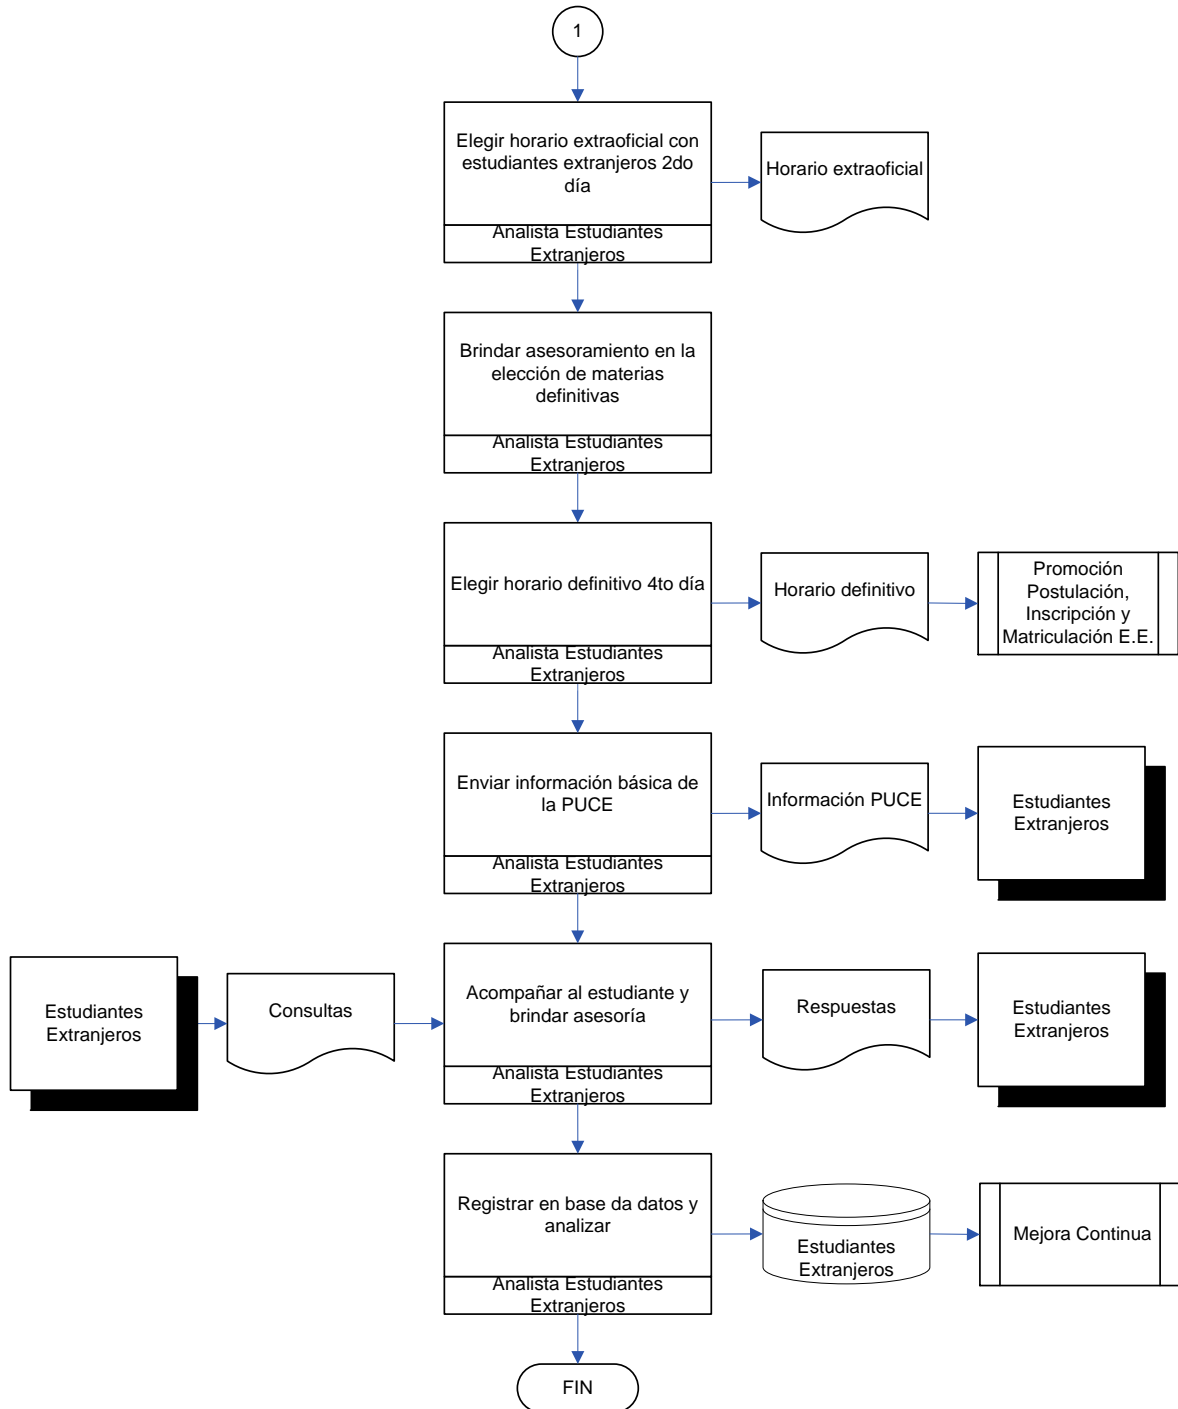 1
Elegir horario extraoficial con
estudiantes extranjeros 2do
día
Analista Estudiantes
Extranjeros
Horario extraoficial
Brindar asesoramiento en la
elección de materias
definitivas
Analista Estudiantes
Extranjeros
Elegir horario definitivo 4to día
Analista Estudiantes
Extranjeros
Horario definitivo
Promoción
Postulación,
Inscripción y
Matriculación E.E.
Enviar información básica de
la PUCE
Analista Estudiantes
Extranjeros
Información PUCE
Estudiantes
Extranjeros
Estudiantes
Extranjeros
Consultas
Acompañar al estudiante y
brindar asesoría
Analista Estudiantes
Extranjeros
Respuestas
Estudiantes
Extranjeros
Registrar en base da datos y
analizar
Analista Estudiantes
Extranjeros
Estudiantes
Extranjeros
Mejora Continua
FIN